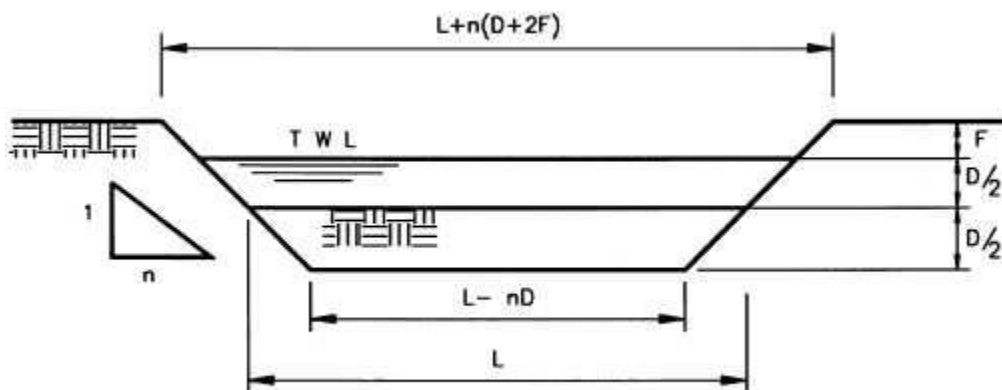 L+n(D+2F)
T W L
F
D/2
D/2
1
n
L- nD
L